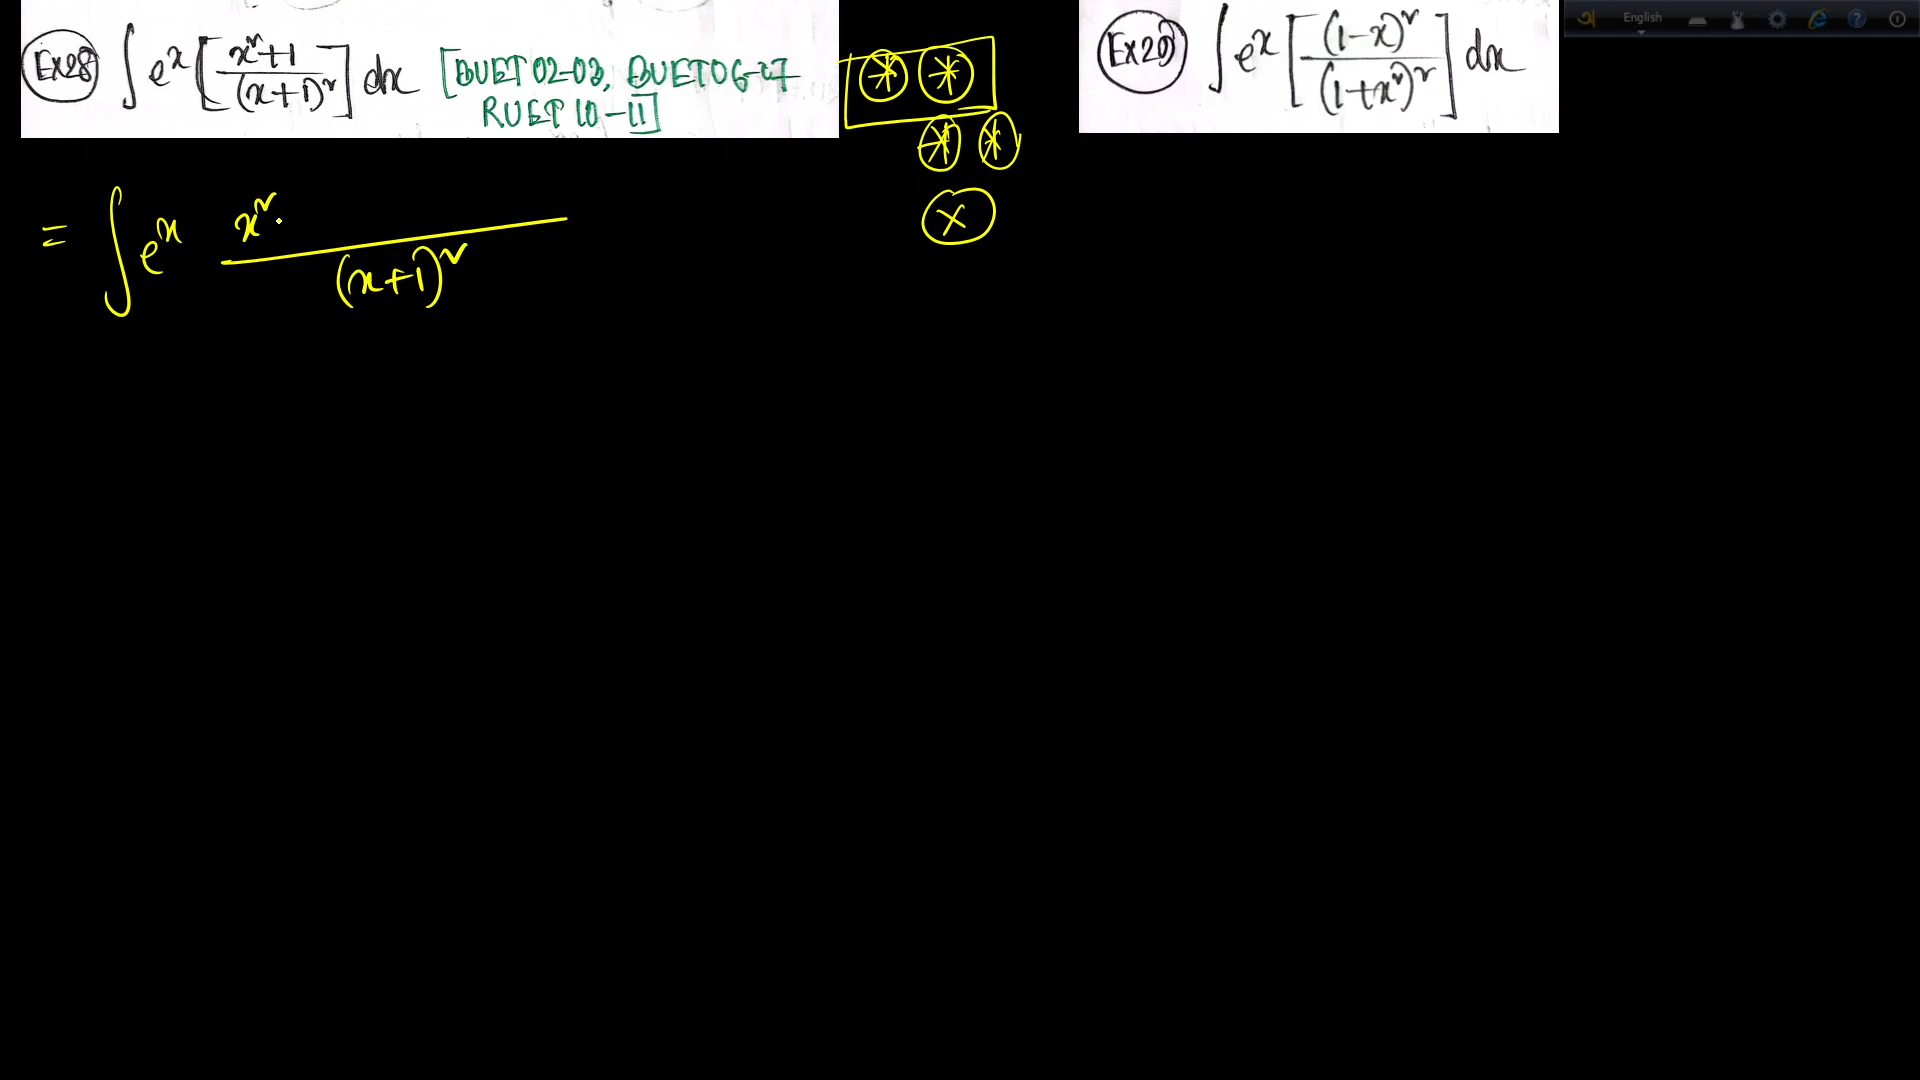 Ex28 ∫ eˣ [ (x²+1)/(x+1)² ] dx [BUET 02-03, BUET 06-07
RUET 10-11]
= ∫ eˣ x² / (x+1)²
Ex29 ∫ eˣ [ (1-x)²/(1+x²)² ] dx
English